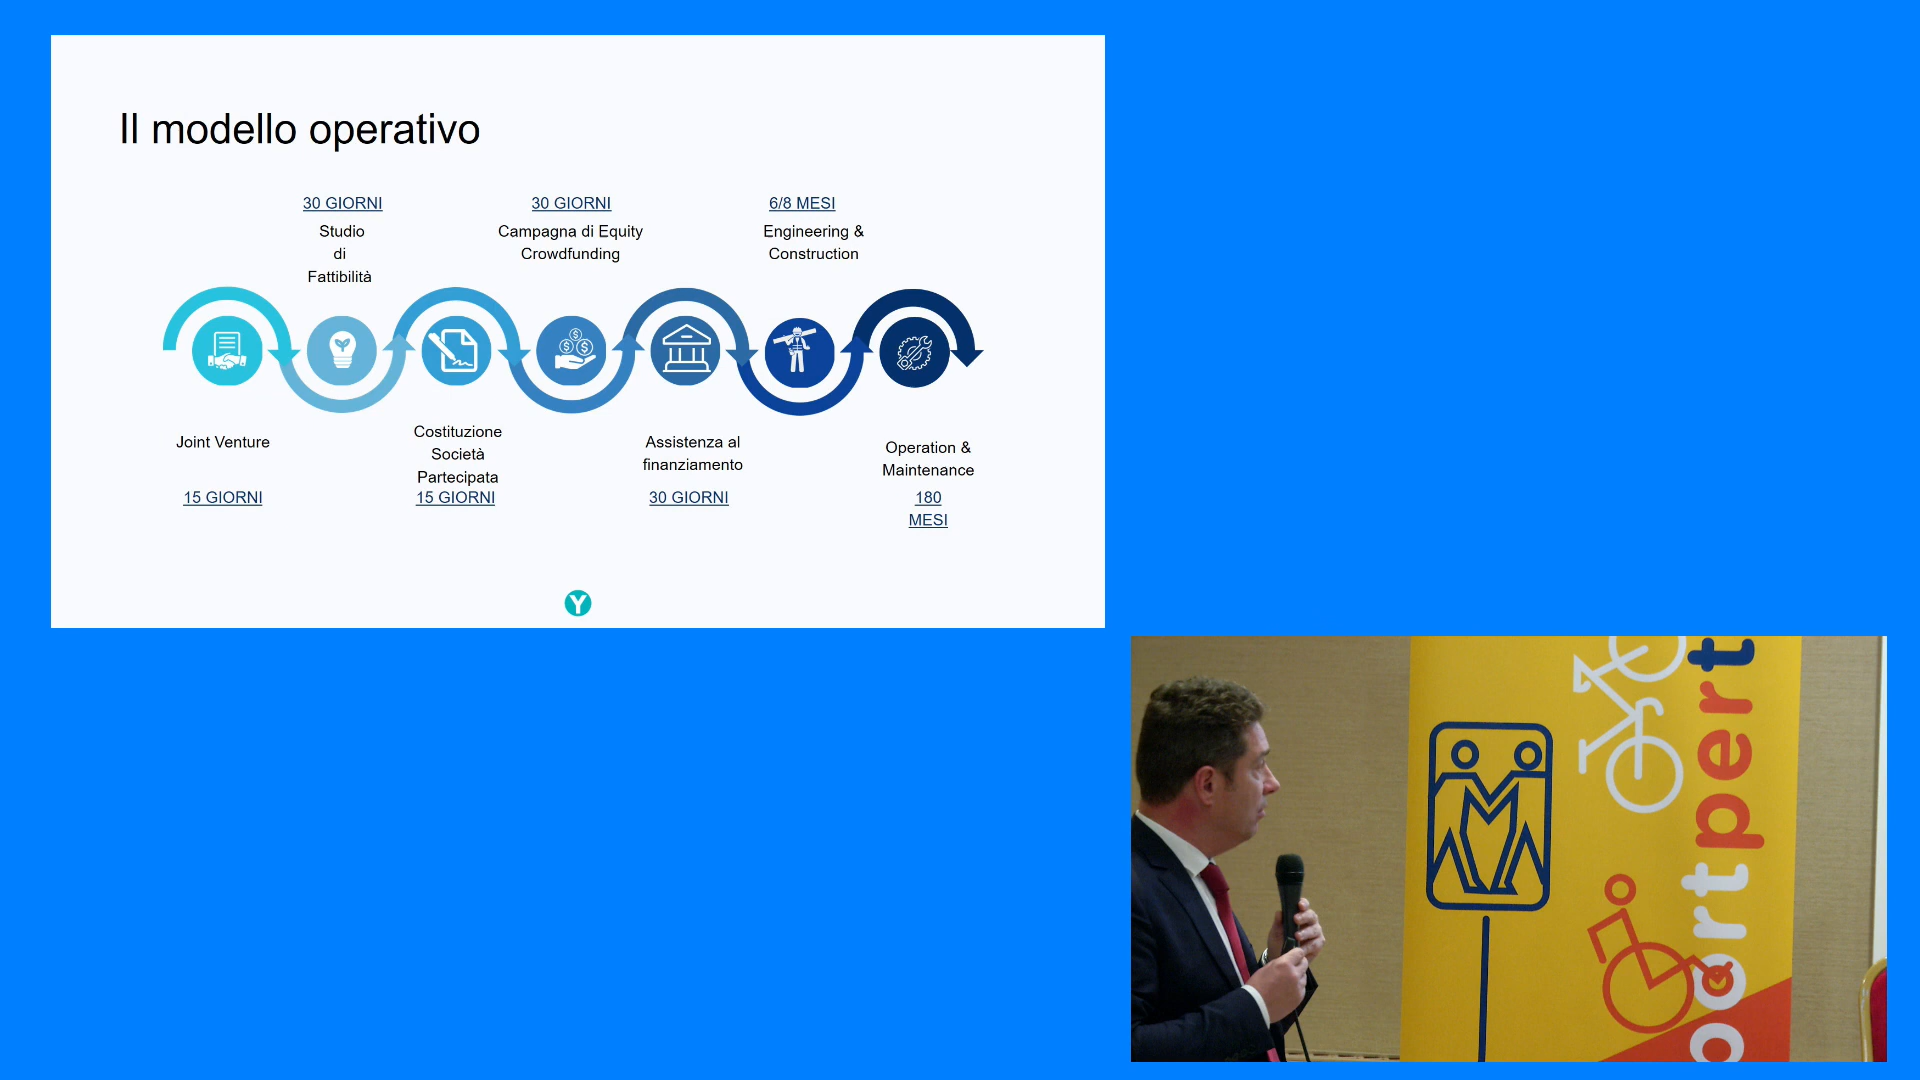 Il modello operativo
30 GIORNI
Studio
di
Fattibilità
30 GIORNI
Campagna di Equity
Crowdfunding
6/8 MESI
Engineering &
Construction
Joint Venture
15 GIORNI
Costituzione
Società
Partecipata
15 GIORNI
Assistenza al
finanziamento
30 GIORNI
Operation &
Maintenance
180
MESI
Y
ortpert